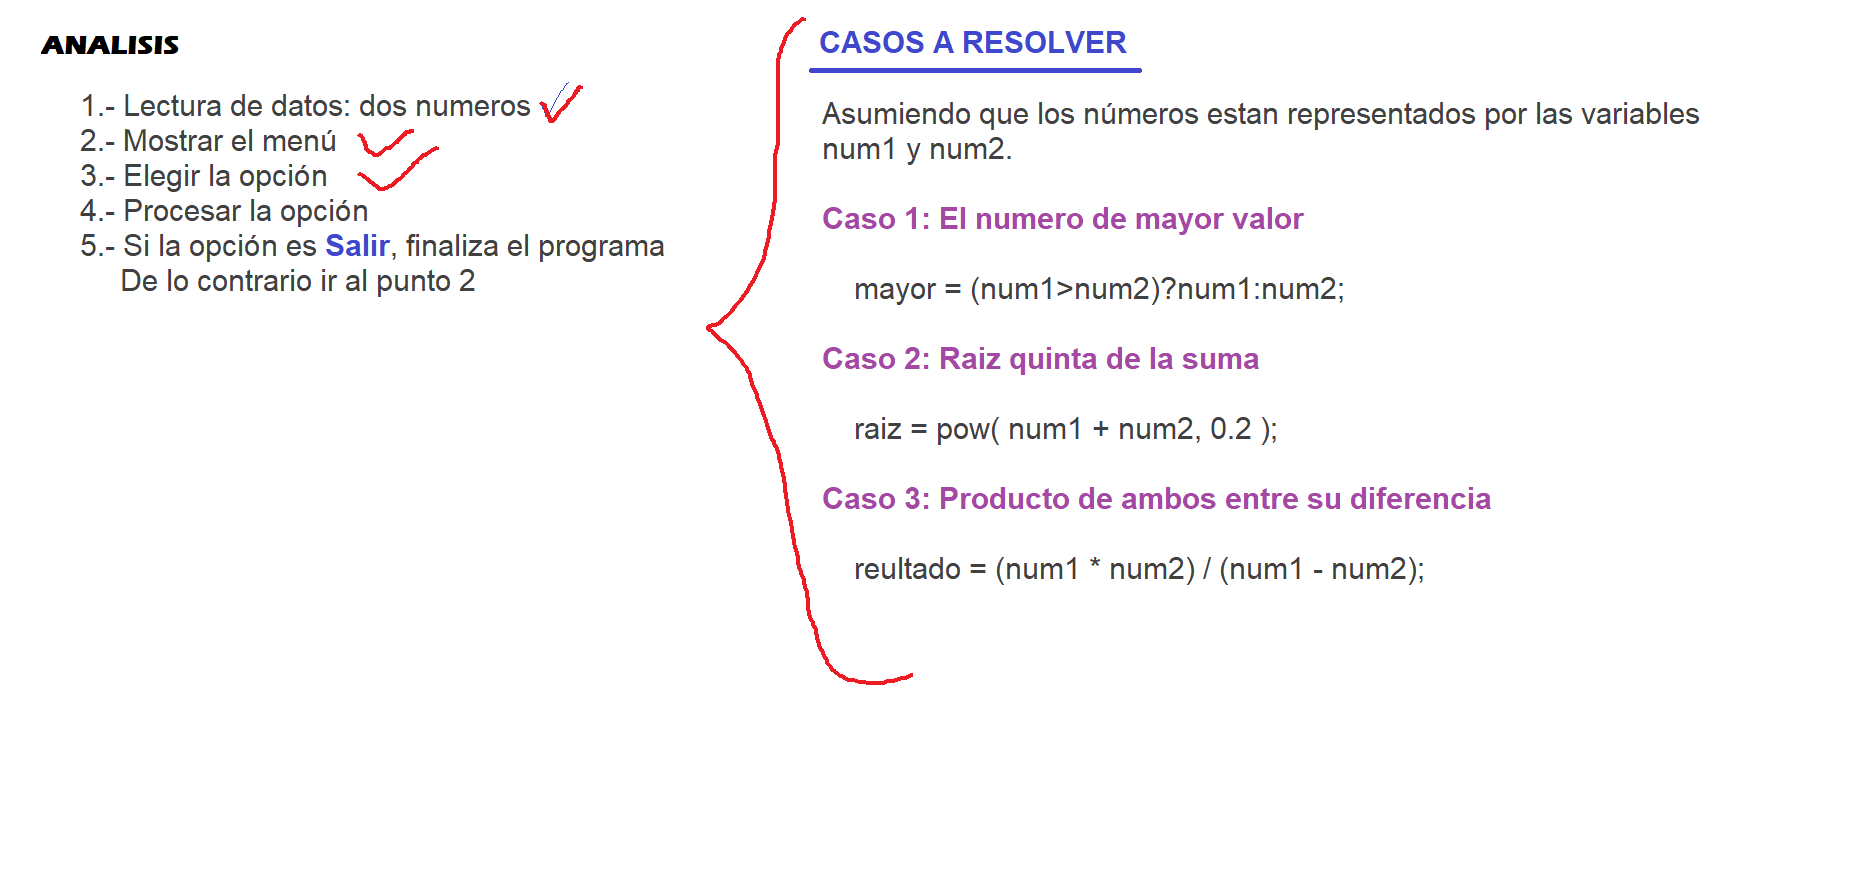 ANALISIS
1.- Lectura de datos: dos numeros
2.- Mostrar el menú
3.- Elegir la opción
4.- Procesar la opción
5.- Si la opción es Salir, finaliza el programa
De lo contrario ir al punto 2
CASOS A RESOLVER
Asumiendo que los números estan representados por las variables
num1 y num2.
Caso 1: El numero de mayor valor
mayor = (num1>num2)?num1:num2;
Caso 2: Raiz quinta de la suma
raiz = pow( num1 + num2, 0.2 );
Caso 3: Producto de ambos entre su diferencia
reultado = (num1 * num2) / (num1 - num2);